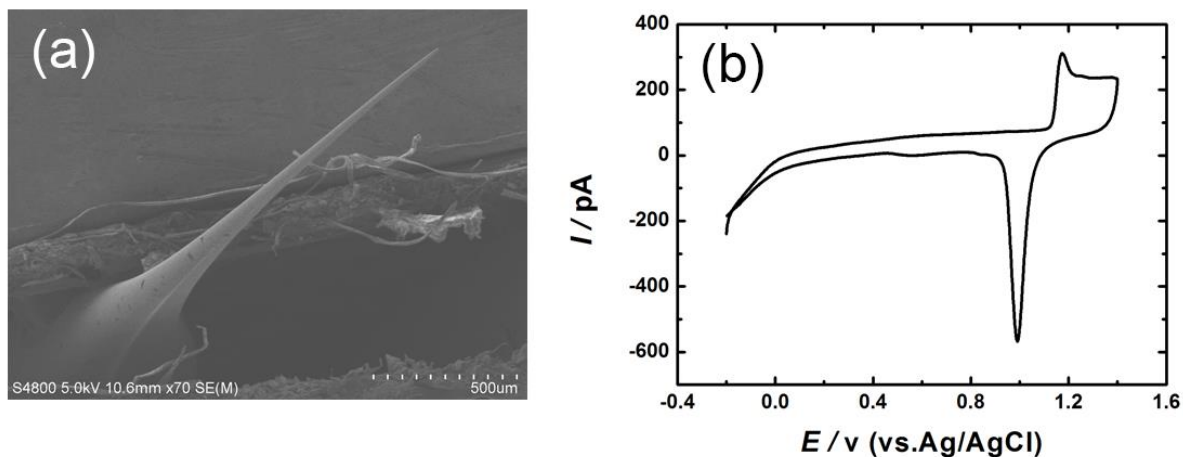 (a)
S4800 5.0kV 10.6mm x70 SE(M)
500um
(b)
I / pA
400
200
0
-200
-400
-600
-0.4 0.0 0.4 0.8 1.2 1.6
E / v (vs.Ag/AgCl)